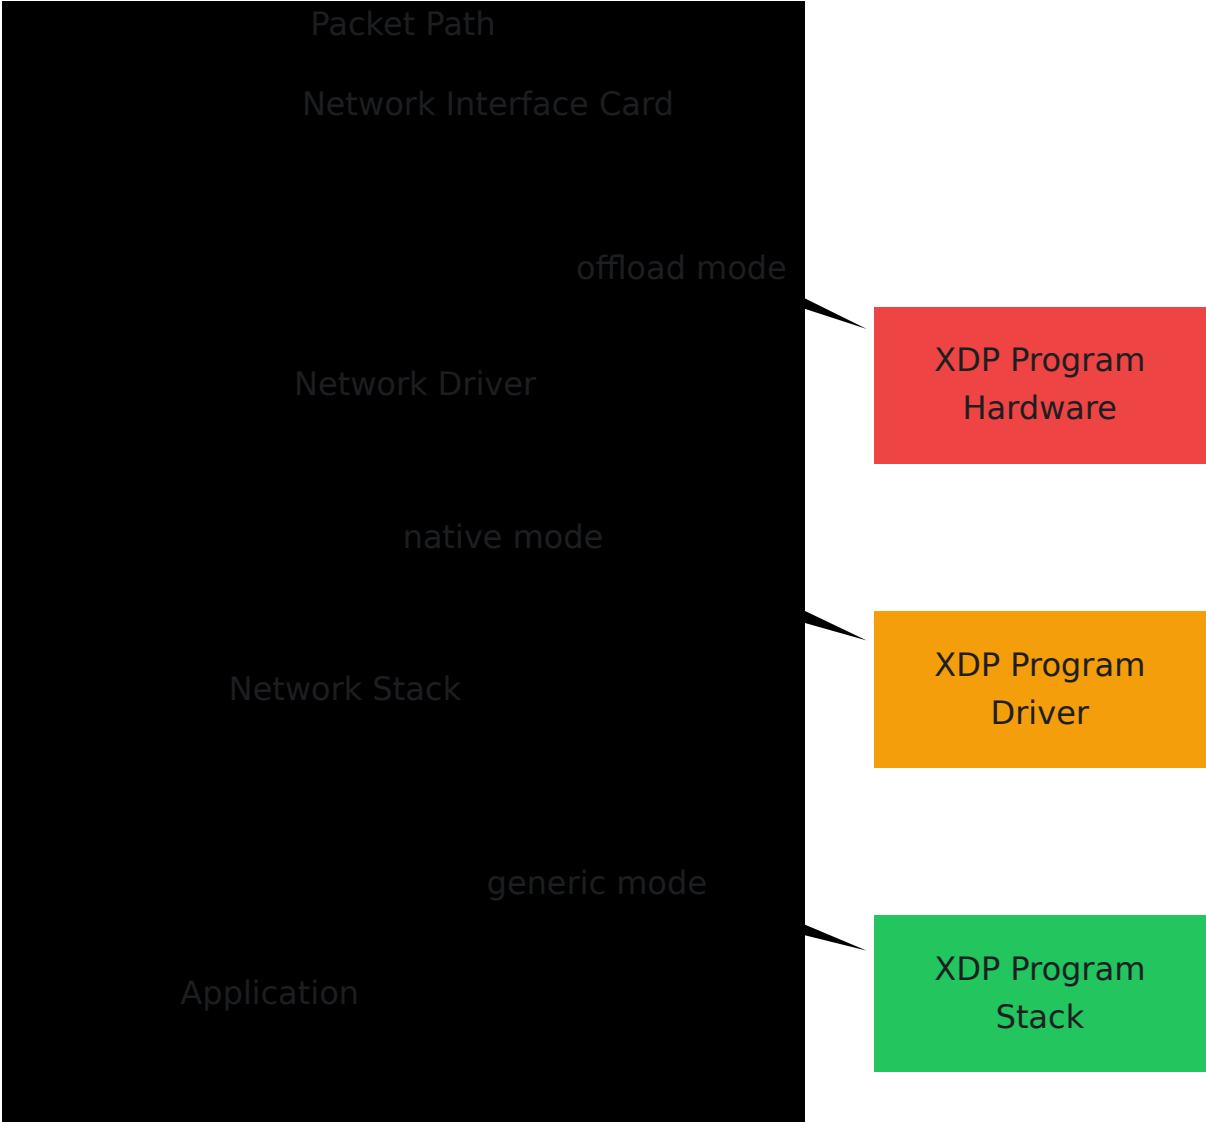 Packet Path
Network Interface Card
offload mode
XDP Program
Hardware
Network Driver
native mode
XDP Program
Driver
Network Stack
generic mode
XDP Program
Stack
Application